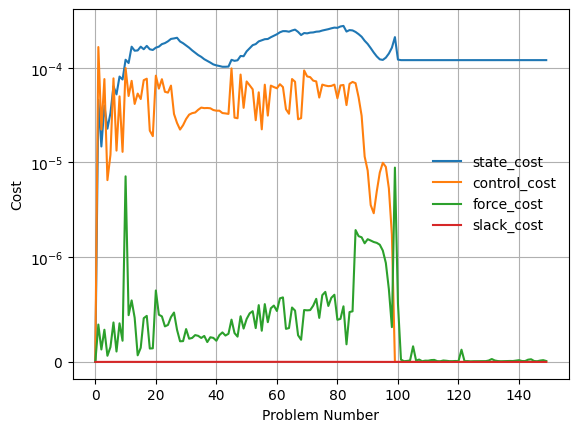 Cost
10⁻⁴
10⁻⁵
10⁻⁶
0
state_cost
control_cost
force_cost
slack_cost
0 20 40 60 80 100 120 140
Problem Number